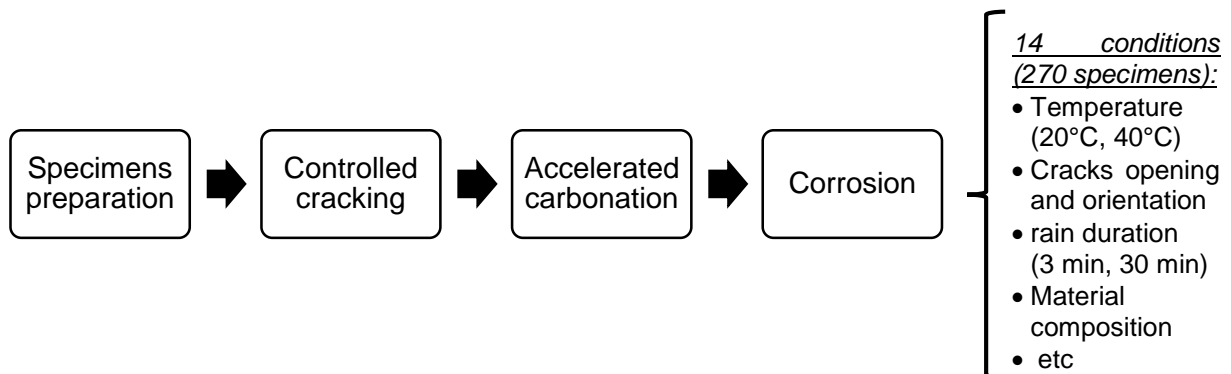 Specimens
preparation
Controlled
cracking
Accelerated
carbonation
Corrosion
14 conditions
(270 specimens):
• Temperature
(20°C, 40°C)
• Cracks opening
and orientation
• rain duration
(3 min, 30 min)
• Material
composition
• etc